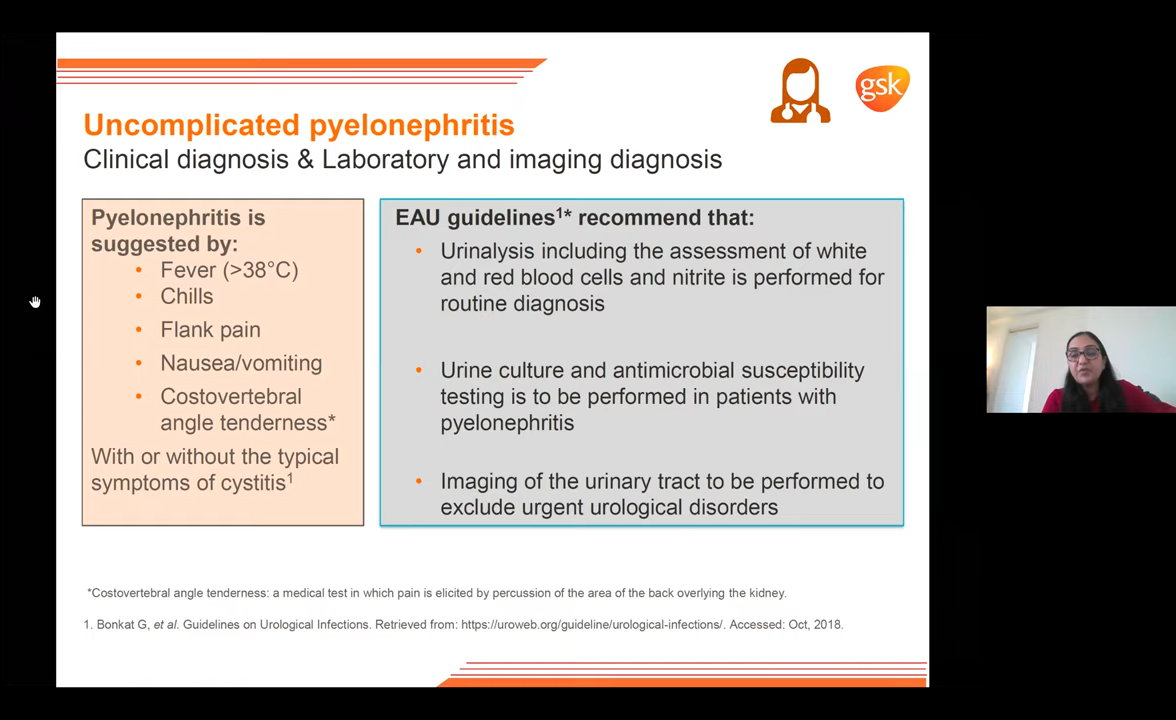 gsk
Uncomplicated pyelonephritis
Clinical diagnosis & Laboratory and imaging diagnosis
Pyelonephritis is
suggested by:
• Fever (>38°C)
• Chills
• Flank pain
• Nausea/vomiting
• Costovertebral
angle tenderness*
With or without the typical
symptoms of cystitis¹
EAU guidelines¹* recommend that:
• Urinalysis including the assessment of white
and red blood cells and nitrite is performed for
routine diagnosis
• Urine culture and antimicrobial susceptibility
testing is to be performed in patients with
pyelonephritis
• Imaging of the urinary tract to be performed to
exclude urgent urological disorders
*Costovertebral angle tenderness: a medical test in which pain is elicited by percussion of the area of the back overlying the kidney.
1. Bonkat G, et al. Guidelines on Urological Infections. Retrieved from: https://uroweb.org/guideline/urological-infections/. Accessed: Oct, 2018.